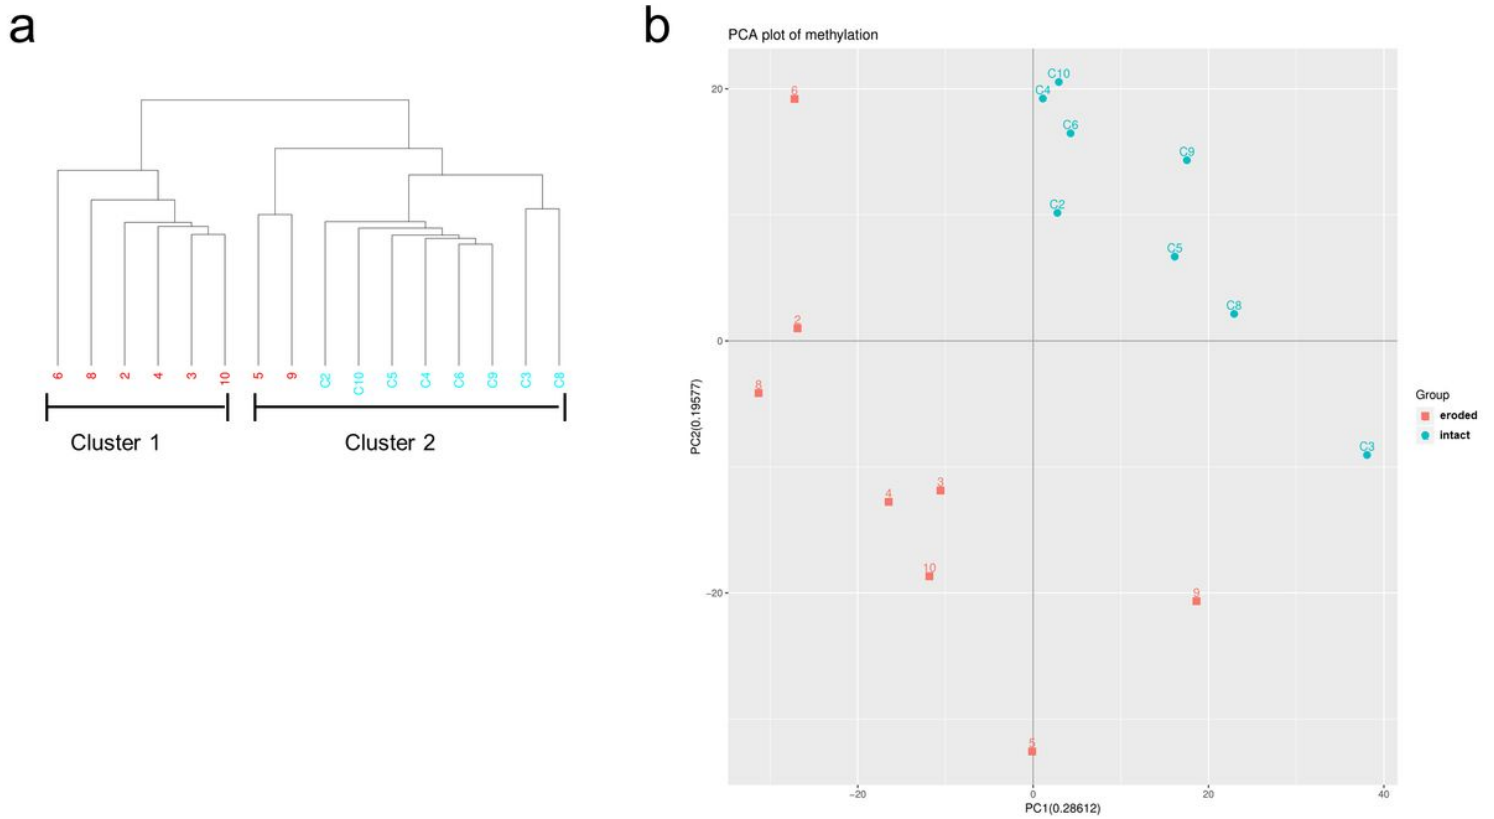 a
6 8 2 4 3 10 5 9 C2 C10 C5 C4 C6 C9 C3 C8
Cluster 1 Cluster 2
b
PCA plot of methylation
C10
6
C4
20
C6
C9
C2
C5
C8
2
0
8
C3
3
4
10
9
-20
5
-20 0 20 40
PC1(0.28612)
PC2(0.19577)
Group
eroded
intact